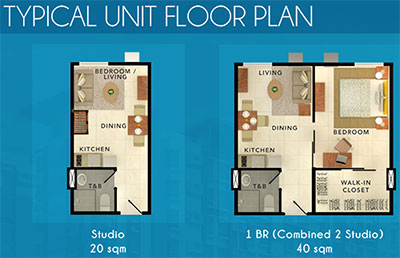 TYPICAL UNIT FLOOR PLAN
BEDROOM /
LIVING
DINING
KITCHEN
T&B
Studio
20 sqm
LIVING
DINING
KITCHEN
T&B
BEDROOM
WALK-IN
CLOSET
1 BR (Combined 2 Studio)
40 sqm